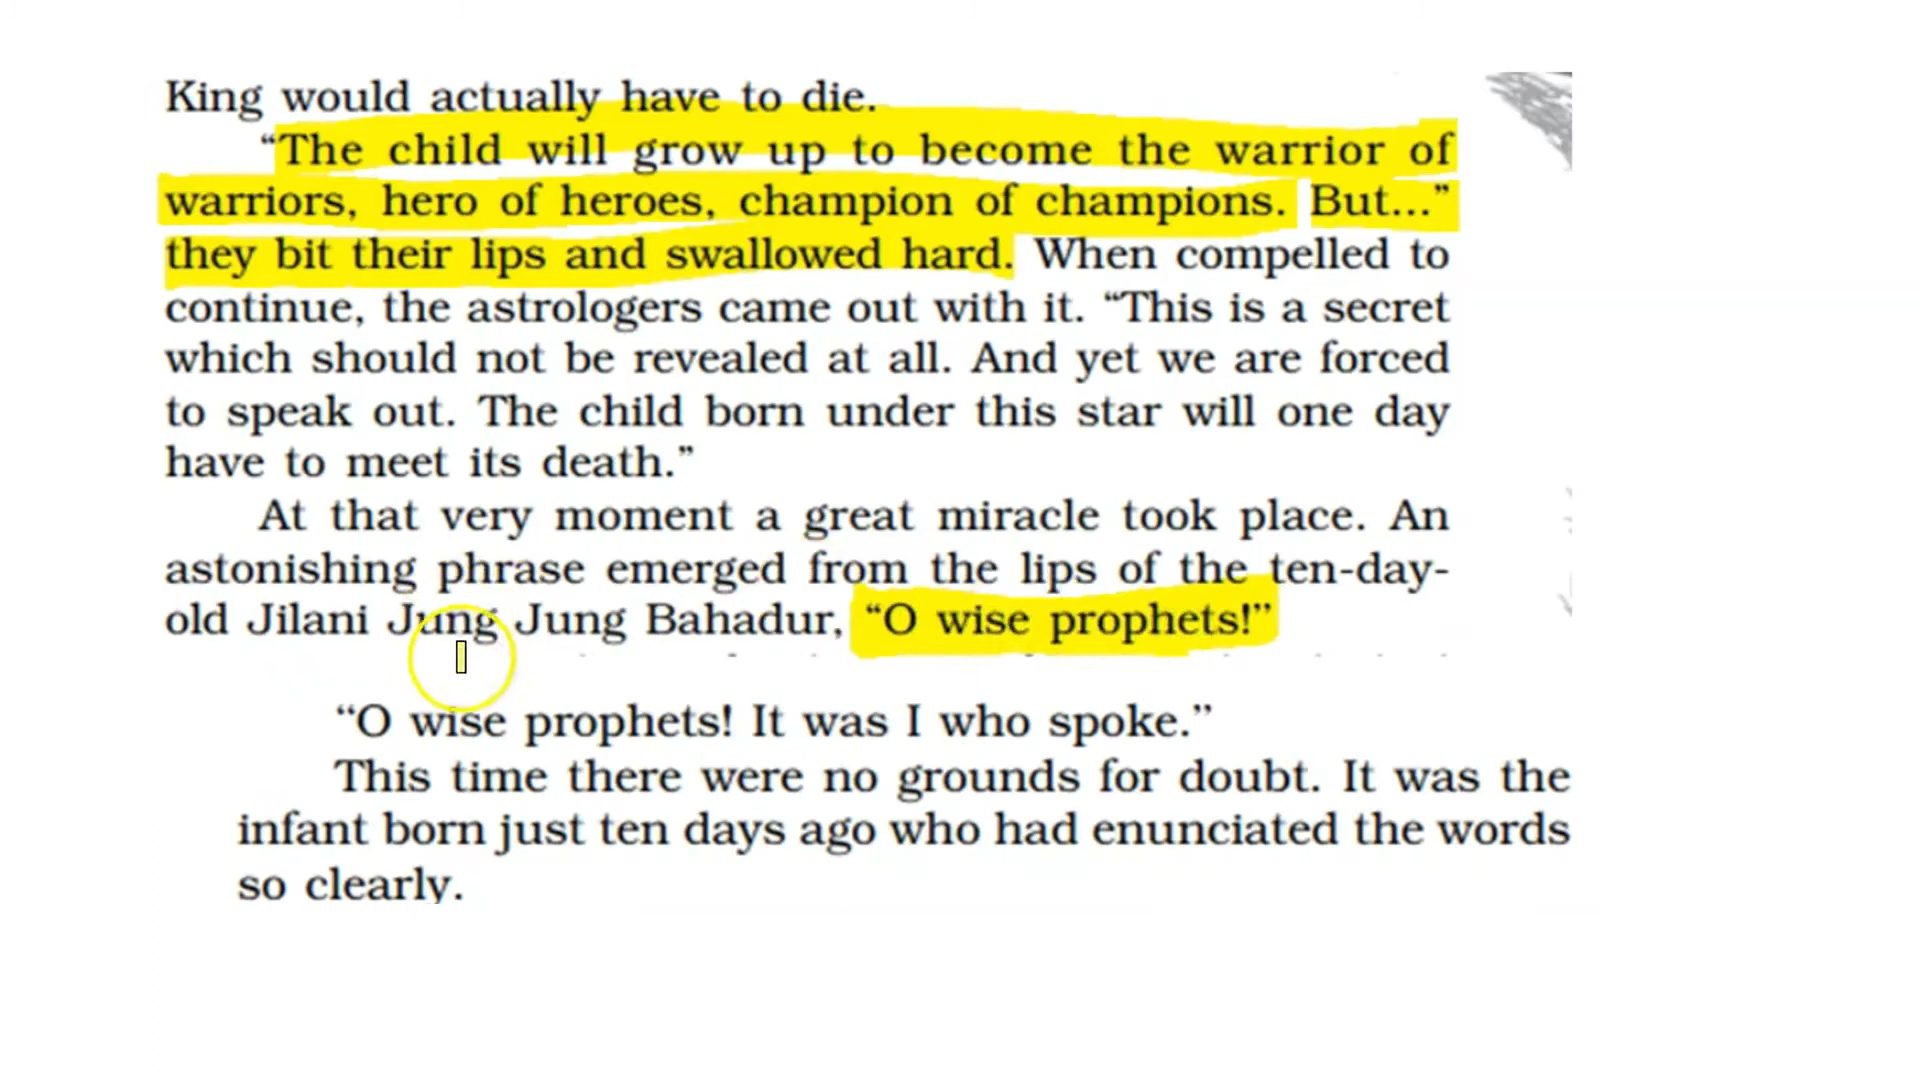 King would actually have to die.
“The child will grow up to become the warrior of
warriors, hero of heroes, champion of champions. But...”
they bit their lips and swallowed hard. When compelled to
continue, the astrologers came out with it. “This is a secret
which should not be revealed at all. And yet we are forced
to speak out. The child born under this star will one day
have to meet its death.”
At that very moment a great miracle took place. An
astonishing phrase emerged from the lips of the ten-day-
old Jilani Jung Jung Bahadur, “O wise prophets!”
“O wise prophets! It was I who spoke.”
This time there were no grounds for doubt. It was the
infant born just ten days ago who had enunciated the words
so clearly.